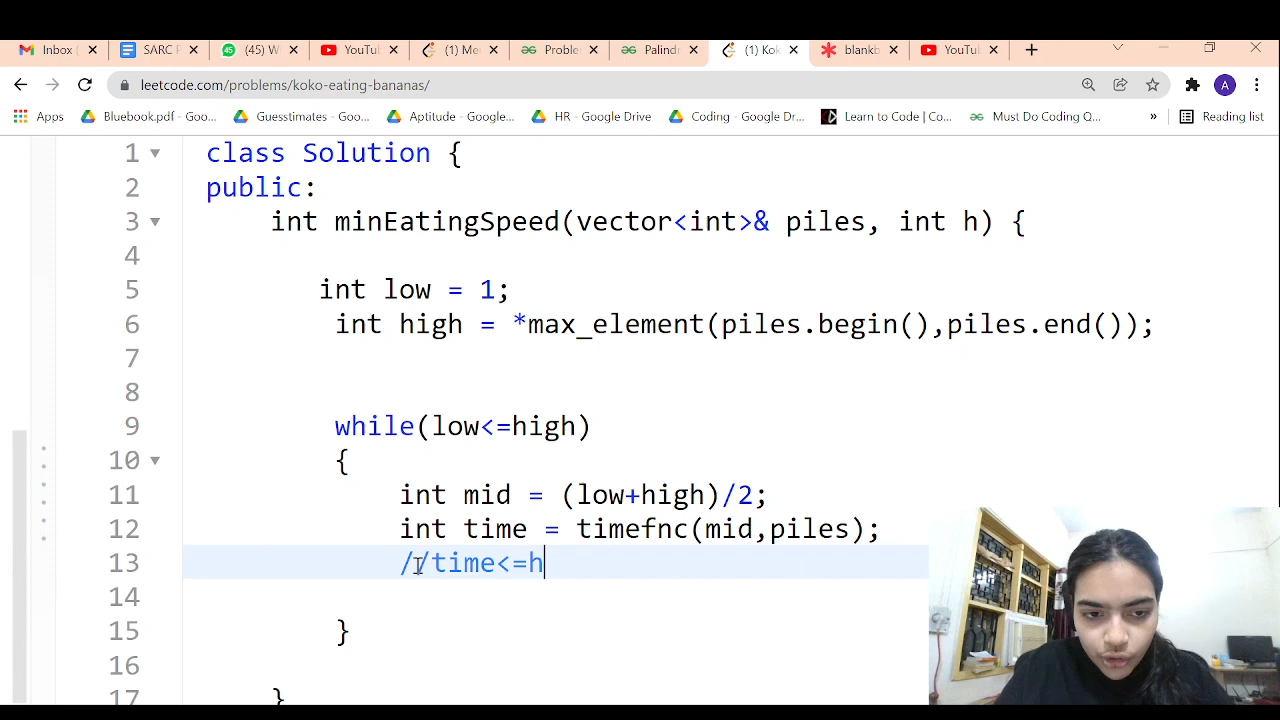 Inbox (
SARC P
(45) W
YouTu
(1) Me
Proble
Palind
(1) Kok
blankb
YouTu
leetcode.com/problems/koko-eating-bananas/
A
Apps
Bluebook.pdf - Goo...
Guesstimates - Goo...
Aptitude - Google...
HR - Google Drive
Coding - Google Dr...
Learn to Code | Co...
Must Do Coding Q...
»
Reading list
1 class Solution {
2 public:
3 int minEatingSpeed(vector<int>& piles, int h) {
4
5 int low = 1;
6 int high = *max_element(piles.begin(),piles.end());
7
8
9 while(low<=high)
10 {
11 int mid = (low+high)/2;
12 int time = timefnc(mid,piles);
13 //time<=h
14
15 }
16
17 }